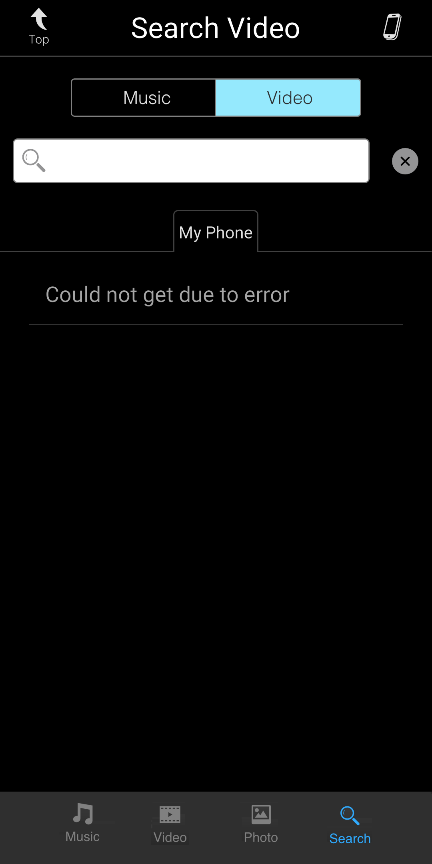 Top
Search Video
Music
Video
My Phone
Could not get due to error
Music
Video
Photo
Search